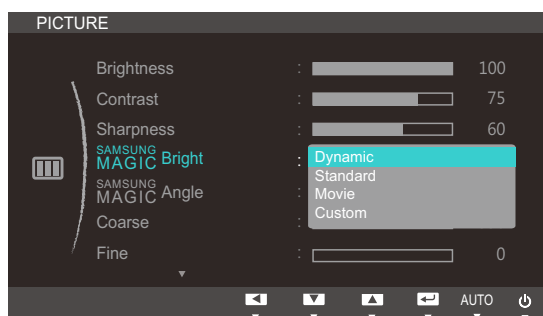 PICTURE
Brightness : 100
Contrast : 75
Sharpness : 60
SAMSUNG MAGIC Bright :
Dynamic
Standard
Movie
Custom
SAMSUNG MAGIC Angle :
Coarse :
Fine : 0
AUTO